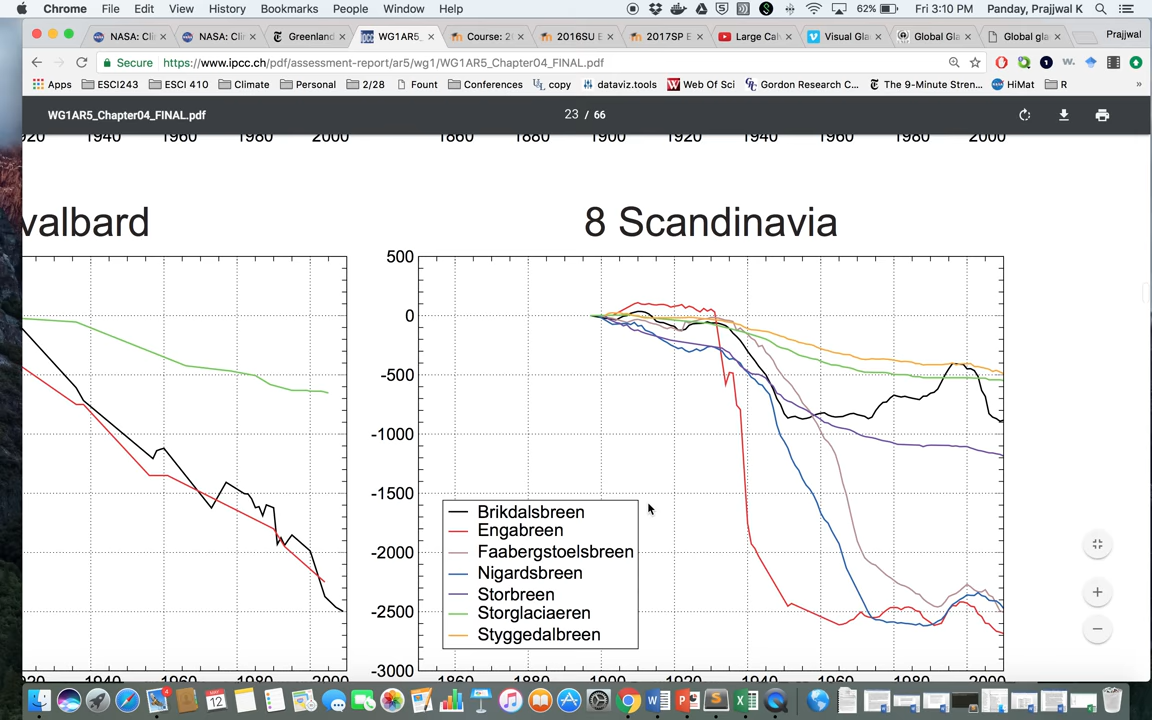 Chrome File Edit View History Bookmarks People Window Help 62% Fri 3:10 PM Panday, Prajjwal K
NASA: Cli NASA: Cli Greenland WG1AR5_ Course: 2 2016SU E 2017SP E Large Cal Visual Gla Global Gla Global gla Prajjwal
Secure https://www.ipcc.ch/pdf/assessment-report/ar5/wg1/WG1AR5_Chapter04_FINAL.pdf
Apps ESCI243 ESCI 410 Climate Personal 2/28 Fount Conferences copy dataviz.tools Web Of Sci Gordon Research C... The 9-Minute Stren... HiMat R »
WG1AR5_Chapter04_FINAL.pdf 23 / 66
1940 1960 1980 2000 1860 1880 1900 1920 1940 1960 1980 2000
valbard 8 Scandinavia
500
0
-500
-1000
-1500
-2000
-2500
-3000
Brikdalsbreen
Engabreen
Faabergstoelsbreen
Nigardsbreen
Storbreen
Storglaciaeren
Styggedalbreen
1940 1960 1980 2000 1860 1880 1900 1920 1940 1960 1980 2000